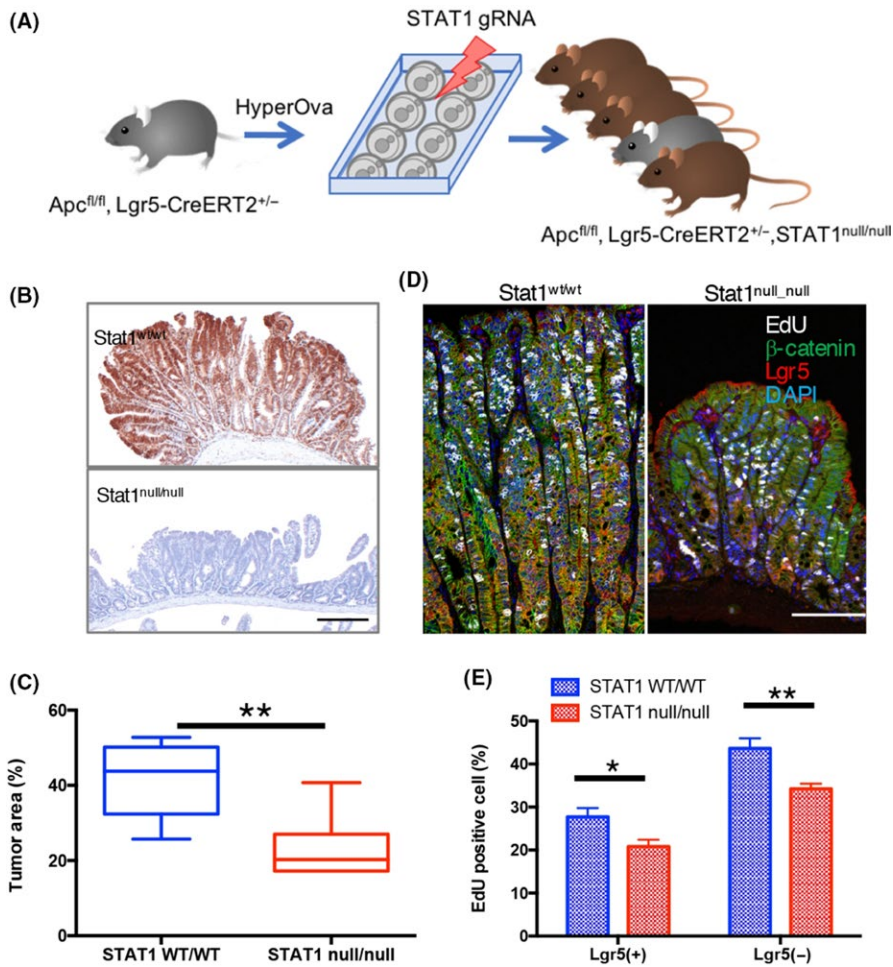 (A)
STAT1 gRNA
HyperOva
Apcfl/fl, Lgr5-CreERT2+/–
Apcfl/fl, Lgr5-CreERT2+/–,STAT1null/null
(B)
Stat1wt/wt
Stat1null/null
(D)
Stat1wt/wt
Stat1null_null
EdU
β-catenin
Lgr5
DAPI
(C)
Tumor area (%)
60
40
20
0
**
STAT1 WT/WT
STAT1 null/null
(E)
STAT1 WT/WT
STAT1 null/null
EdU positive cell (%)
50
40
30
20
10
0
*
**
Lgr5(+)
Lgr5(–)